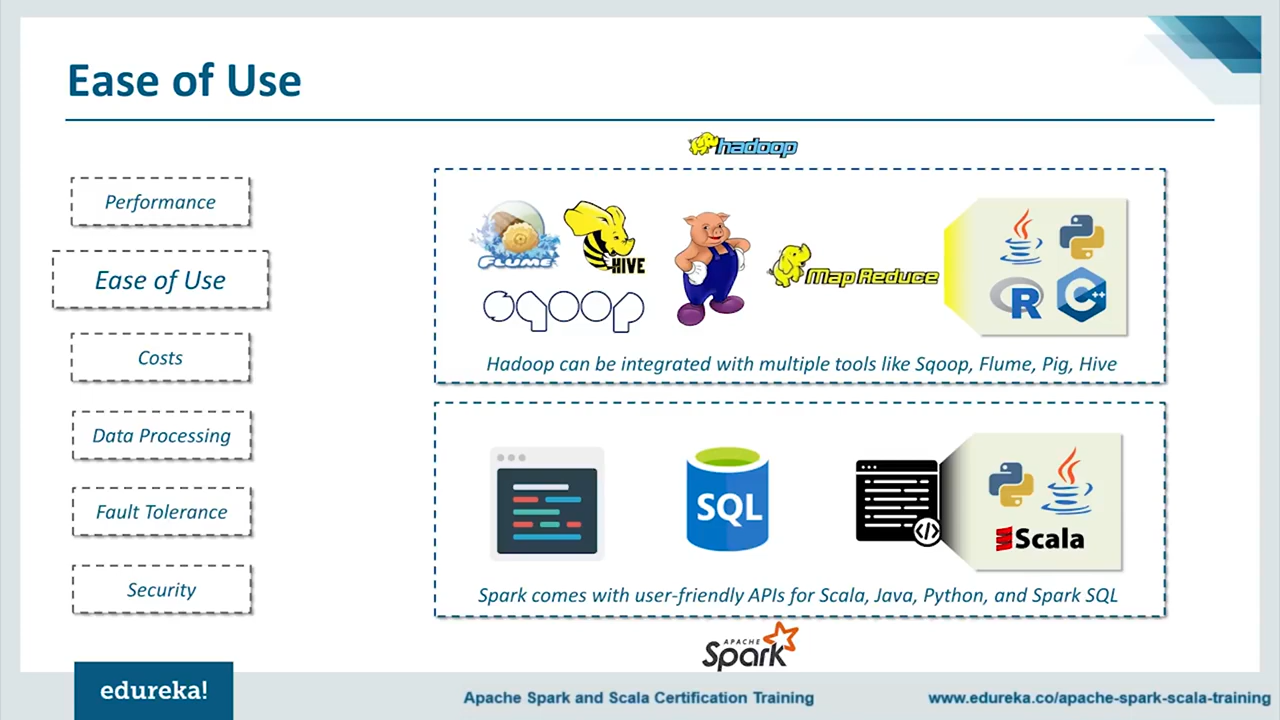 Ease of Use
Performance
Ease of Use
Costs
Data Processing
Fault Tolerance
Security
hadoop
FLUME
HIVE
sqoop
Map Reduce
R
C++
Hadoop can be integrated with multiple tools like Sqoop, Flume, Pig, Hive
SQL
</>
Scala
Spark comes with user-friendly APIs for Scala, Java, Python, and Spark SQL
APACHE
Spark
edureka!
Apache Spark and Scala Certification Training
www.edureka.co/apache-spark-scala-training